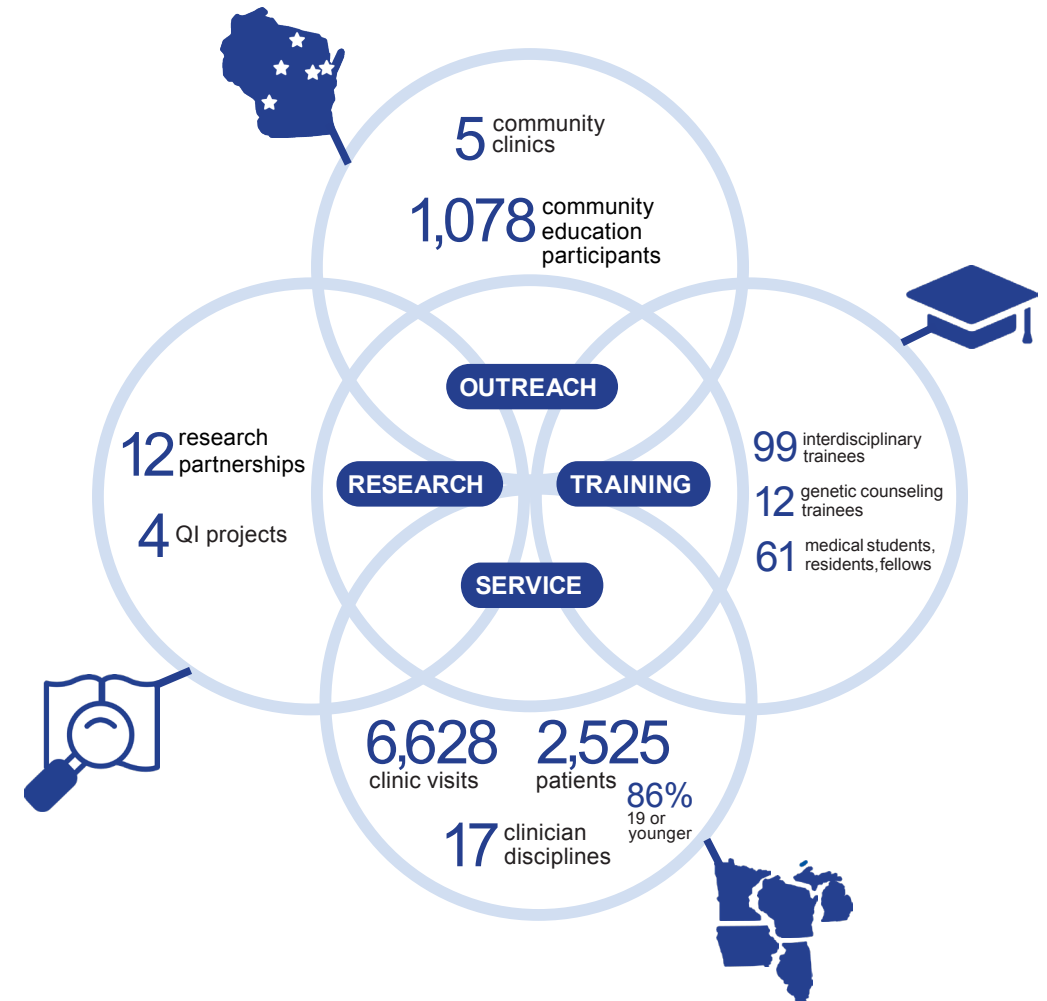 5 community
clinics
1,078 community
education
participants
OUTREACH
12 research
partnerships
4 QI projects
RESEARCH
TRAINING
99 interdisciplinary
trainees
12 genetic counseling
trainees
61 medical students,
residents, fellows
SERVICE
6,628
clinic visits
2,525
patients
86%
19 or
younger
17 clinician
disciplines